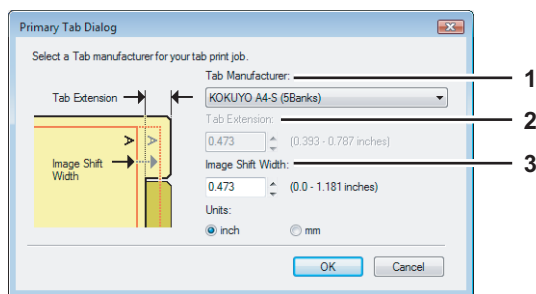 Primary Tab Dialog
Select a Tab manufacturer for your tab print job.
Tab Manufacturer:
1
Tab Extension
KOKUYO A4-S (5Banks)
Tab Extension:
2
0.473 (0.393 - 0.787 inches)
A A
Image Shift Width
Image Shift Width:
3
0.473 (0.0 - 1.181 inches)
Units:
inch mm
OK Cancel